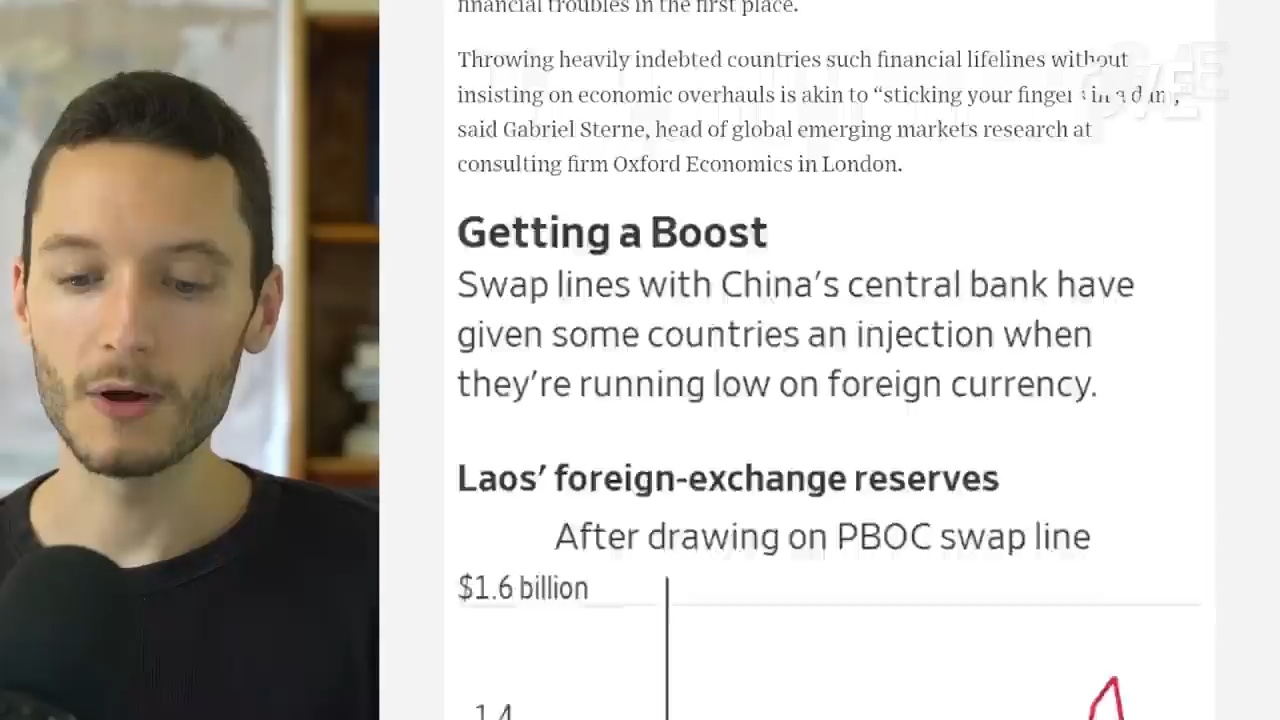 financial troubles in the first place.
Throwing heavily indebted countries such financial lifelines without
insisting on economic overhauls is akin to “sticking your finger in a
said Gabriel Sterne, head of global emerging markets research at
consulting firm Oxford Economics in London.
Getting a Boost
Swap lines with China’s central bank have
given some countries an injection when
they’re running low on foreign currency.
Laos’ foreign-exchange reserves
After drawing on PBOC swap line
$1.6 billion
1.4